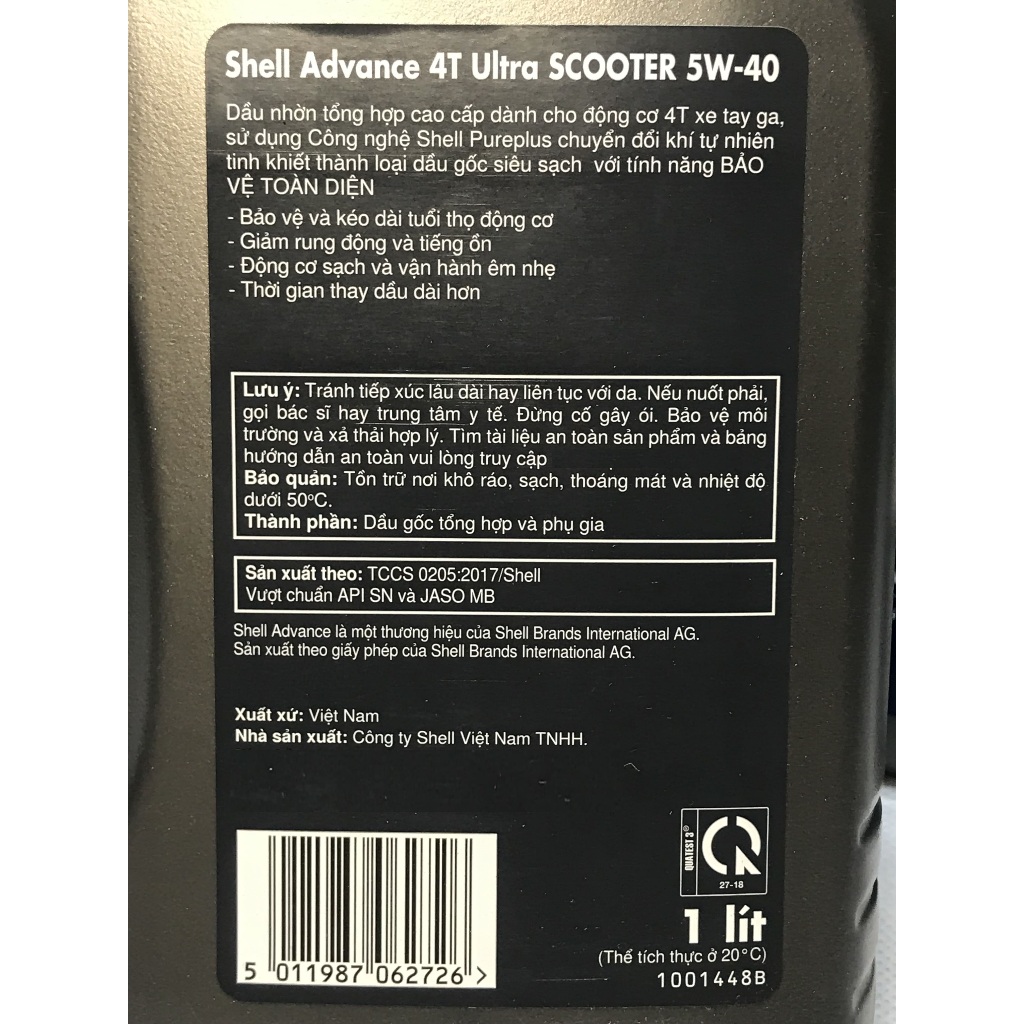 Shell Advance 4T Ultra SCOOTER 5W-40
Dầu nhờn tổng hợp cao cấp dành cho động cơ 4T xe tay ga,
sử dụng Công nghệ Shell Pureplus chuyển đổi khí tự nhiên
tinh khiết thành loại dầu gốc siêu sạch với tính năng BẢO
VỆ TOÀN DIỆN
- Bảo vệ và kéo dài tuổi thọ động cơ
- Giảm rung động và tiếng ồn
- Động cơ sạch và vận hành êm nhẹ
- Thời gian thay dầu dài hơn
Lưu ý: Tránh tiếp xúc lâu dài hay liên tục với da. Nếu nuốt phải,
gọi bác sĩ hay trung tâm y tế. Đừng cố gây ói. Bảo vệ môi
trường và xả thải hợp lý. Tìm tài liệu an toàn sản phẩm và bảng
hướng dẫn an toàn vui lòng truy cập
Bảo quản: Tồn trữ nơi khô ráo, sạch, thoáng mát và nhiệt độ
dưới 50°C.
Thành phần: Dầu gốc tổng hợp và phụ gia
Sản xuất theo: TCCS 0205:2017/Shell
Vượt chuẩn API SN và JASO MB
Shell Advance là một thương hiệu của Shell Brands International AG.
Sản xuất theo giấy phép của Shell Brands International AG.
Xuất xứ: Việt Nam
Nhà sản xuất: Công ty Shell Việt Nam TNHH.
QUATEST 3®
27-18
1 lít
(Thể tích thực ở 20°C)
1001448B
5 011987 062726 >